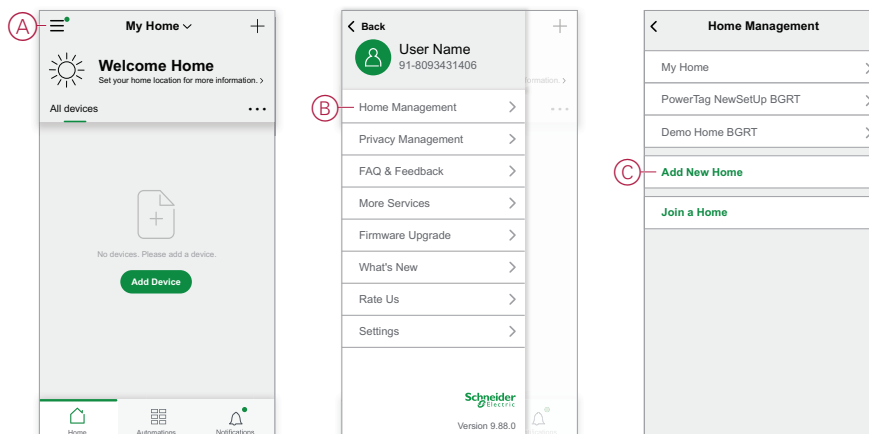 A
My Home
Welcome Home
Set your home location for more information. >
All devices
No devices. Please add a device.
Add Device
Home
Automations
Notifications
Back
User Name
91-8093431406
formation. >
B
Home Management
Privacy Management
FAQ & Feedback
More Services
Firmware Upgrade
What's New
Rate Us
Settings
Schneider
Electric
Version 9.88.0
Home Management
My Home
PowerTag NewSetUp BGRT
Demo Home BGRT
C
Add New Home
Join a Home